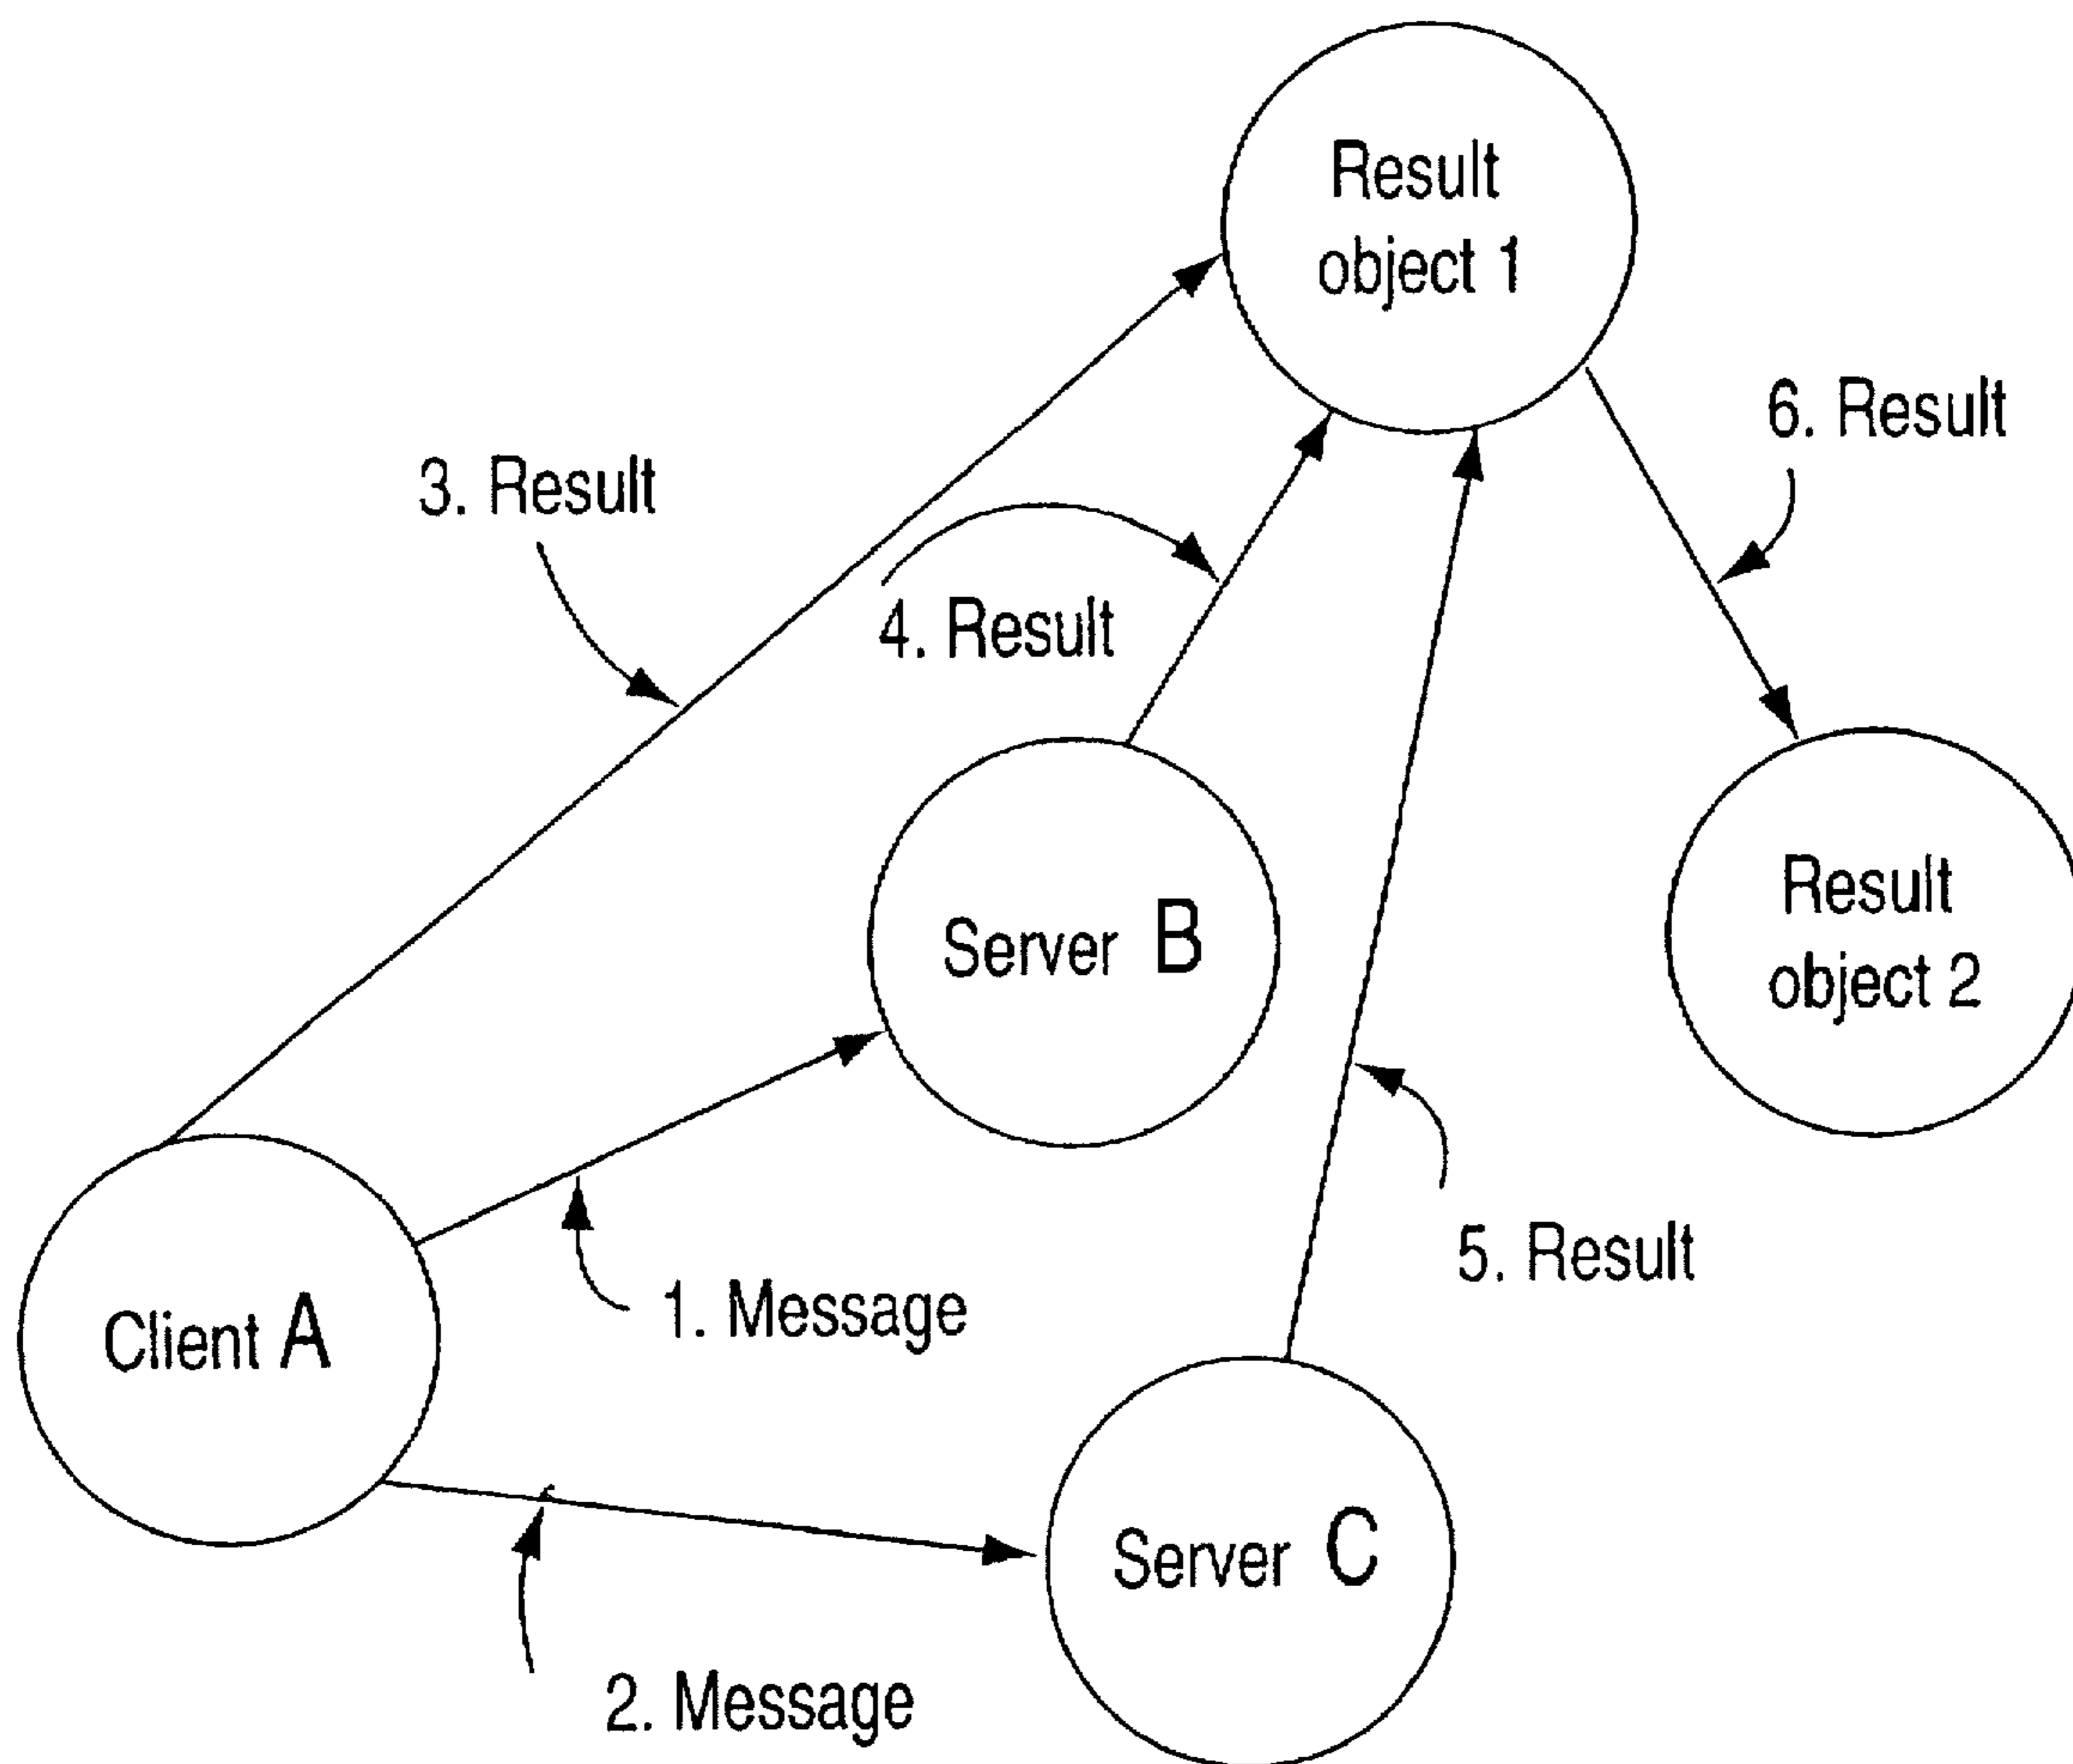 Result
object 1
6. Result
3. Result
4. Result
Result
object 2
Server B
5. Result
1. Message
Client A
Server C
2. Message